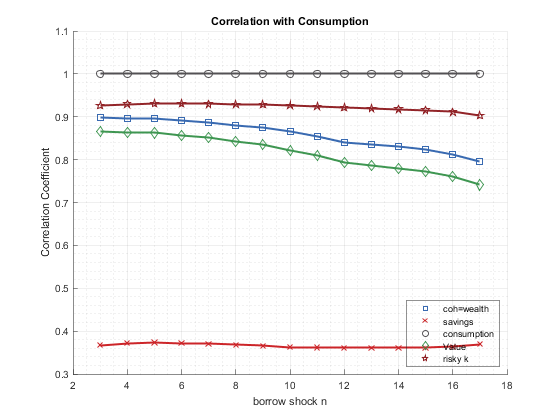 Correlation with Consumption
1.1
1
0.9
0.8
0.7
0.6
0.5
0.4
0.3
Correlation Coefficient
2
4
6
8
10
12
14
16
18
borrow shock n
coh=wealth
savings
consumption
Value
risky k